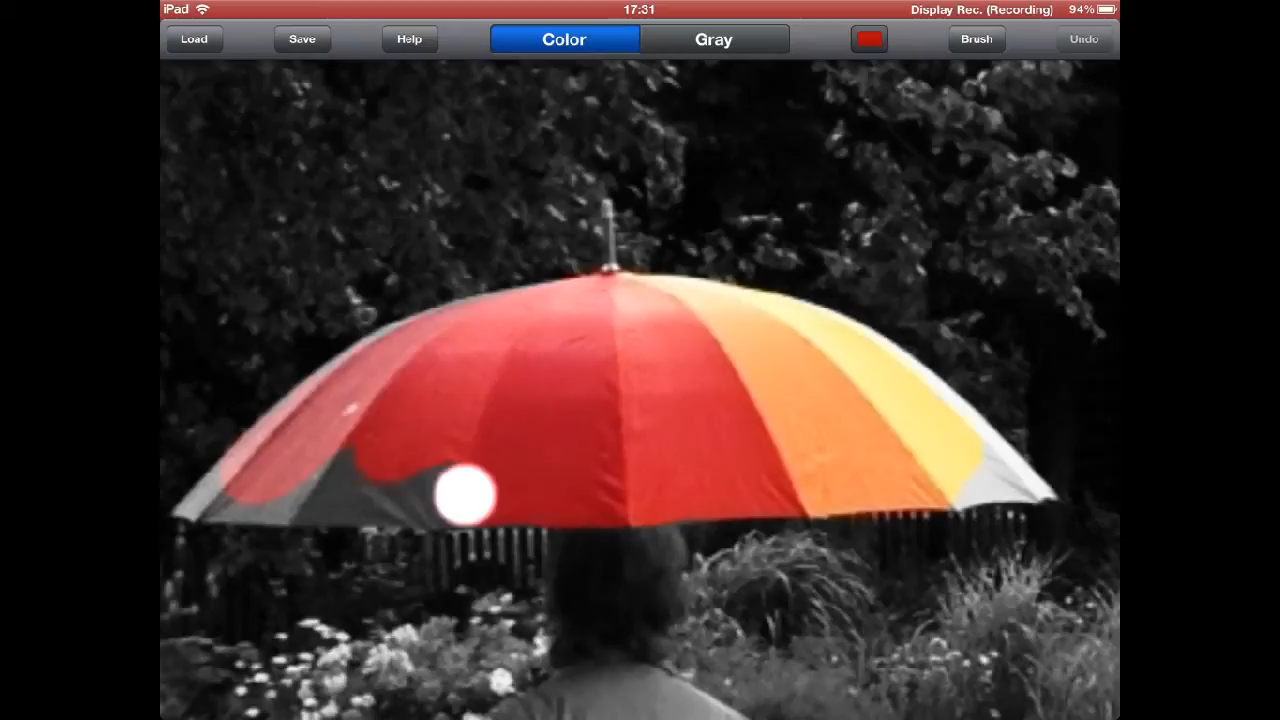 iPad 17:31 Display Rec. (Recording) 94%
Load Save Help Color Gray Brush Undo